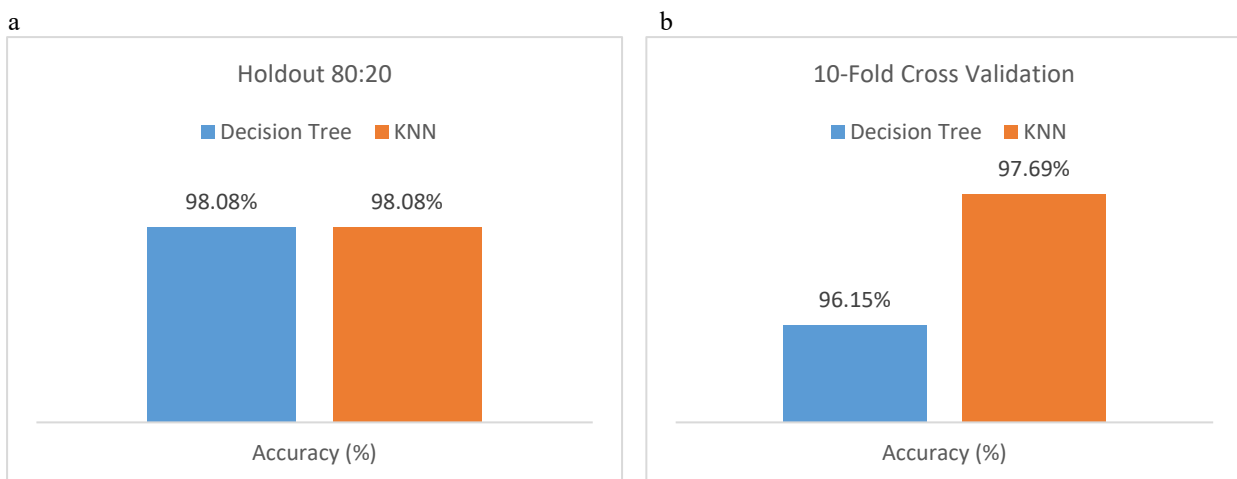 a
Holdout 80:20
Decision Tree KNN
98.08% 98.08%
Accuracy (%)
b
10-Fold Cross Validation
Decision Tree KNN
97.69%
96.15%
Accuracy (%)